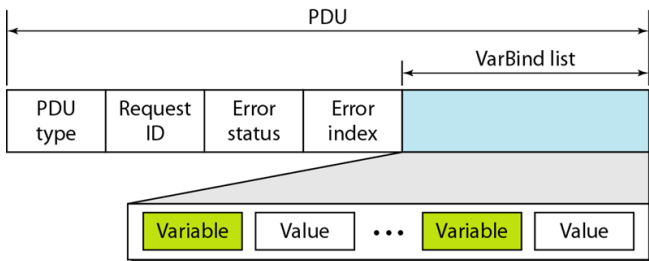 PDU
VarBind list
PDU type
Request ID
Error status
Error index
Variable Value ... Variable Value